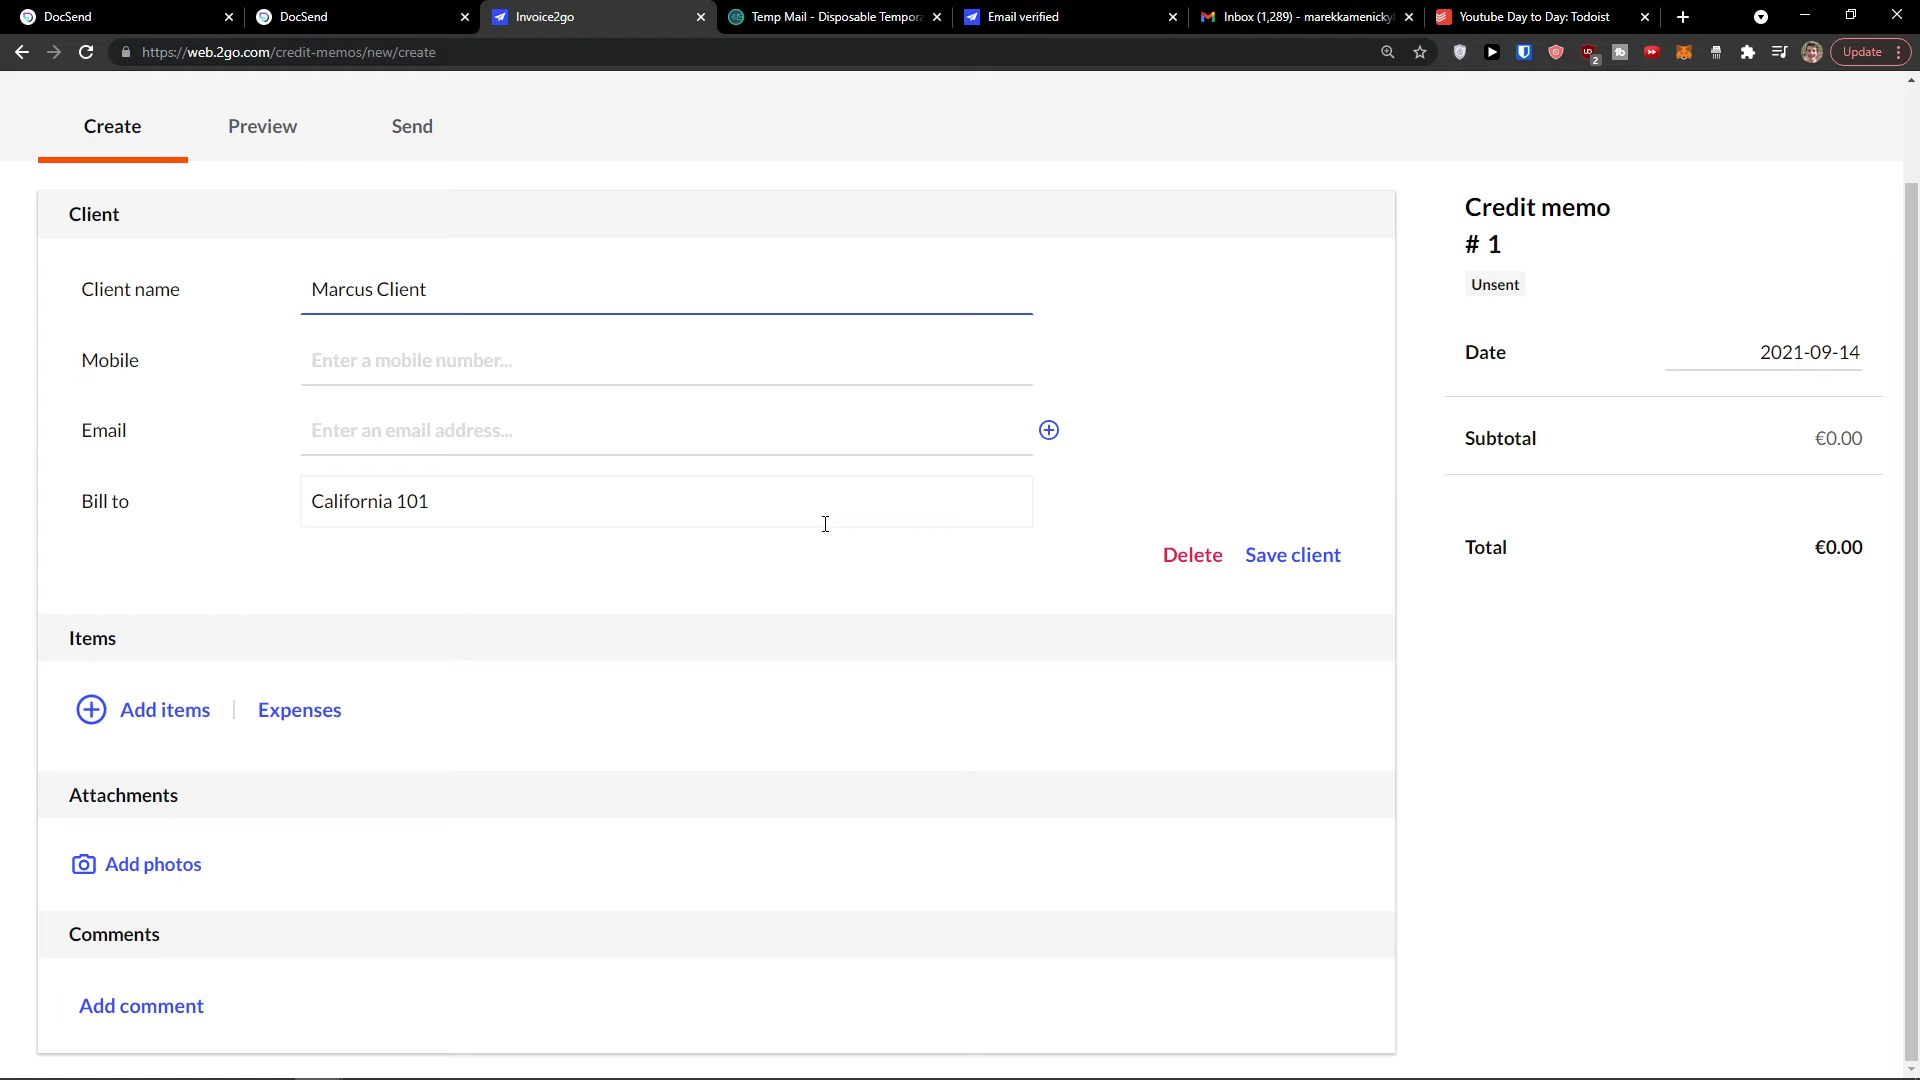 DocSend
DocSend
Invoice2go
Temp Mail - Disposable Tempora
Email verified
Inbox (1,289) - marekkamenicky
Youtube Day to Day: Todoist
https://web.2go.com/credit-memos/new/create
2
Update
Create
Preview
Send
Client
Client name
Marcus Client
Mobile
Enter a mobile number...
Email
Enter an email address...
Bill to
California 101
Delete
Save client
Items
Add items
Expenses
Attachments
Add photos
Comments
Add comment
Credit memo
# 1
Unsent
Date
2021-09-14
Subtotal
€0.00
Total
€0.00